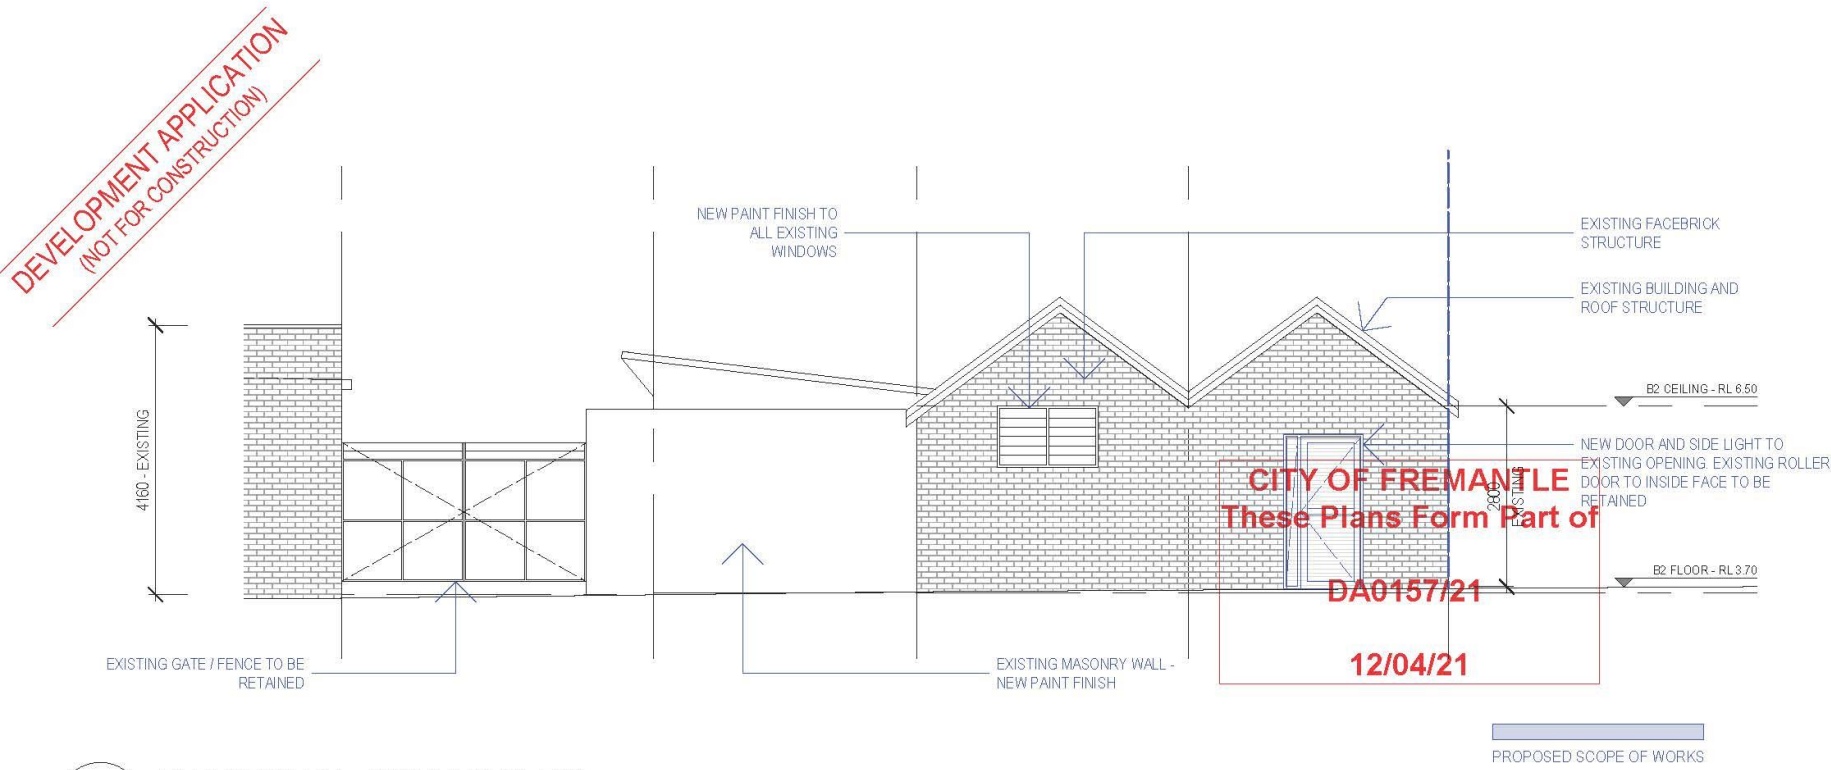 DEVELOPMENT APPLICATION
(NOT FOR CONSTRUCTION)
NEW PAINT FINISH TO
ALL EXISTING
WINDOWS
EXISTING FACEBRICK
STRUCTURE
EXISTING BUILDING AND
ROOF STRUCTURE
B2 CEILING - RL 6.50
4160 - EXISTING
NEW DOOR AND SIDE LIGHT TO
EXISTING OPENING. EXISTING ROLLER
DOOR TO INSIDE FACE TO BE
RETAINED
2800
EXISTING
CITY OF FREMANTLE
These Plans Form Part of
DA0157/21
12/04/21
B2 FLOOR - RL 3.70
EXISTING GATE / FENCE TO BE
RETAINED
EXISTING MASONRY WALL -
NEW PAINT FINISH
PROPOSED SCOPE OF WORKS